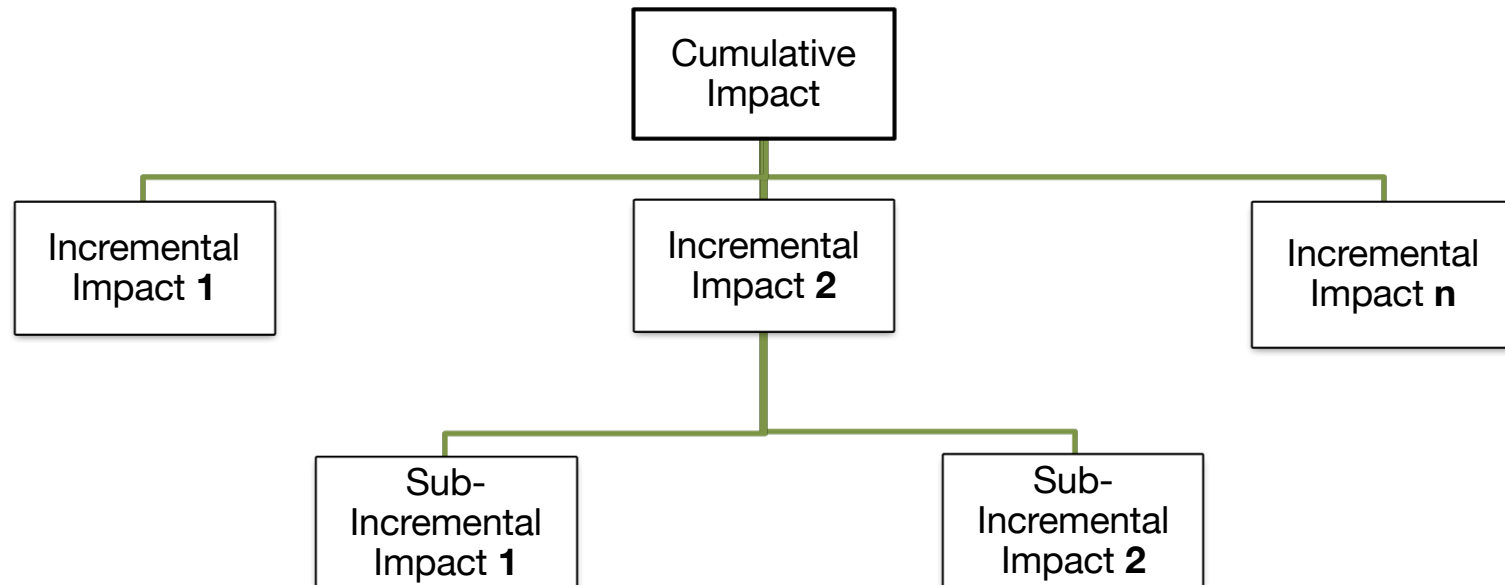 Cumulative
Impact
Incremental
Impact 1
Incremental
Impact 2
Incremental
Impact n
Sub-
Incremental
Impact 1
Sub-
Incremental
Impact 2